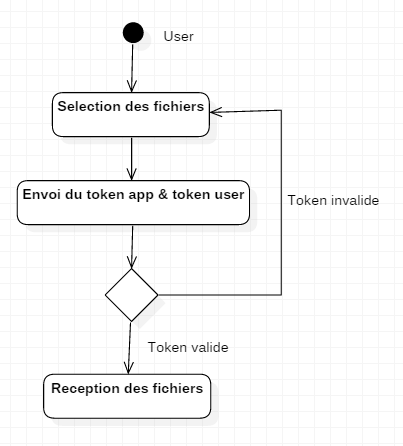 User
Selection des fichiers
Envoi du token app & token user
Token invalide
Token valide
Reception des fichiers